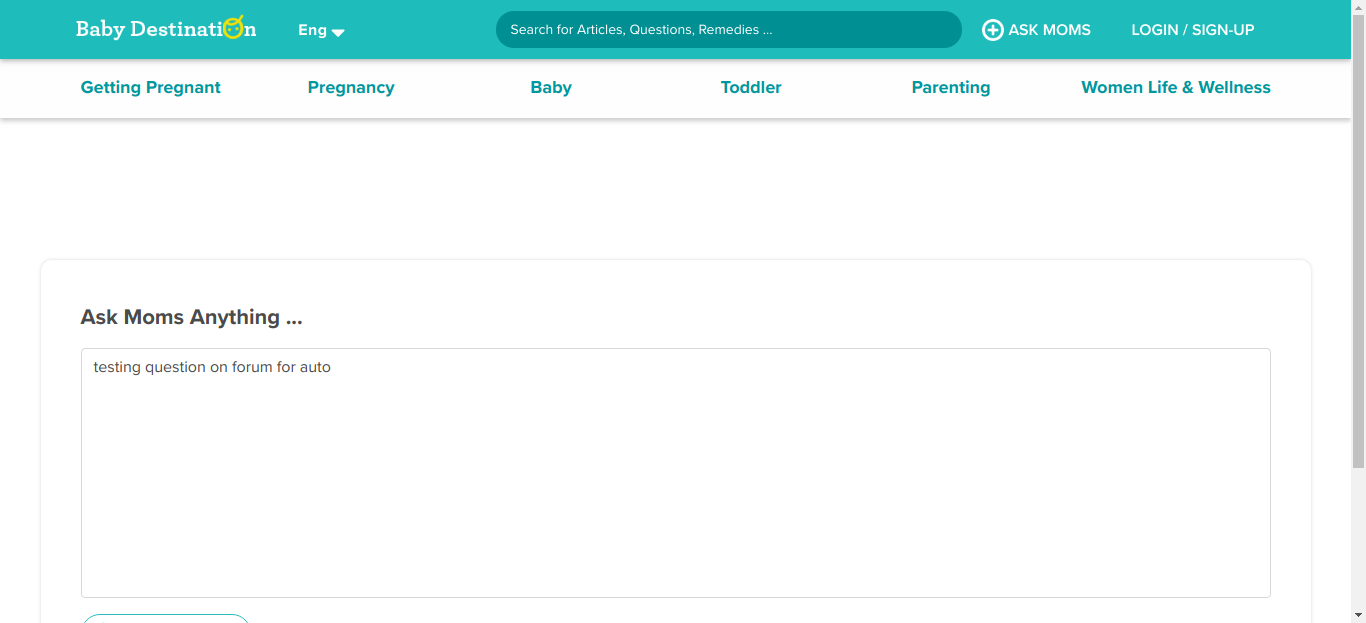 Baby Destination
Eng
Search for Articles, Questions, Remedies ...
ASK MOMS
LOGIN / SIGN-UP
Getting Pregnant
Pregnancy
Baby
Toddler
Parenting
Women Life & Wellness
Ask Moms Anything ...
testing question on forum for auto